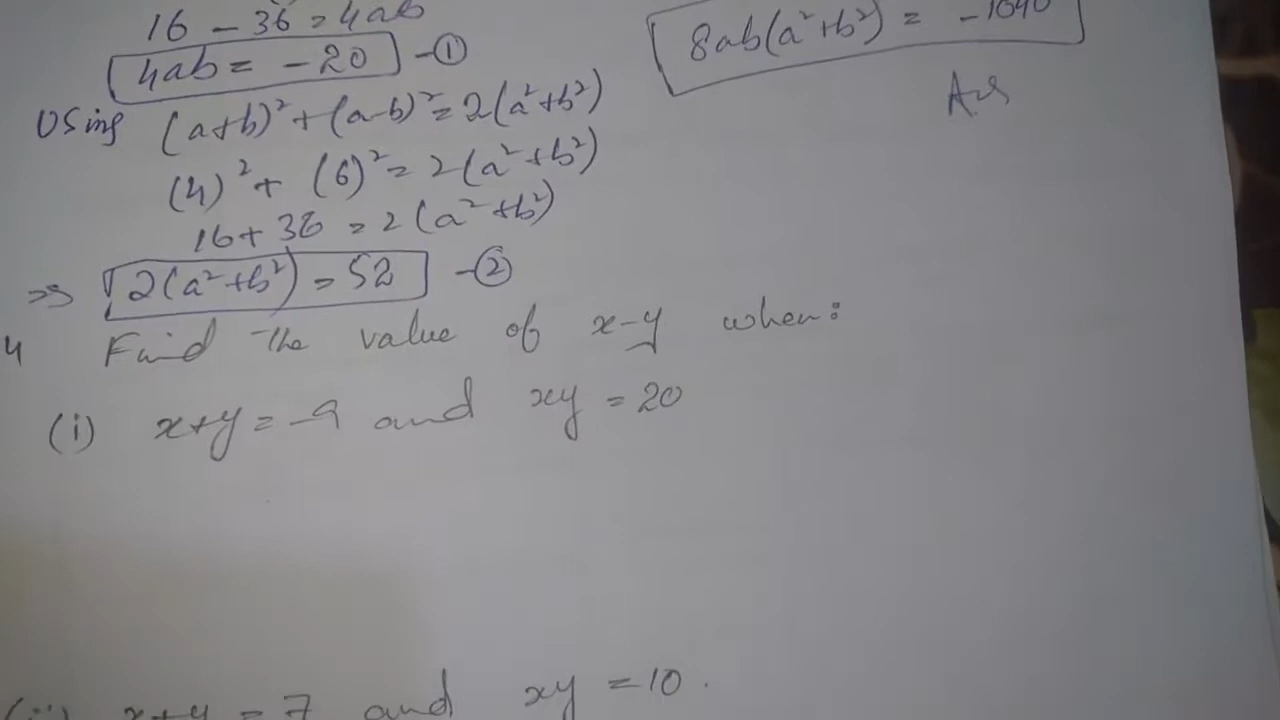 16 - 36 = 4ab
4ab = - 20 - ①
Using (a+b)² + (a-b)² = 2(a²+b²)
(4)² + (6)² = 2(a²+b²)
16 + 36 = 2(a²+b²)
⇒ 2(a²+b²) = 52 - ②
8ab(a²+b²) = -1040
Ans
4 Find the value of x-y when:
(i) x+y = -9 and xy = 20
(ii) x+y = 7 and xy = 10.